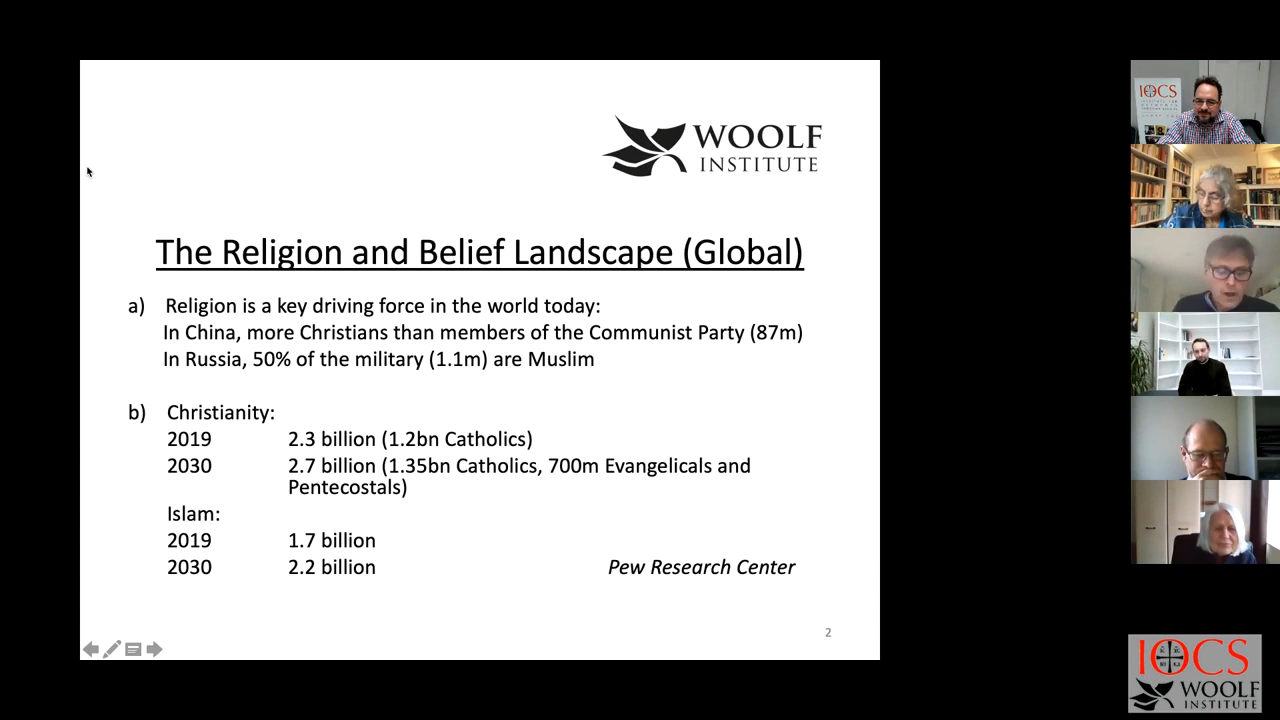 WOOLF
INSTITUTE
The Religion and Belief Landscape (Global)
a) Religion is a key driving force in the world today:
In China, more Christians than members of the Communist Party (87m)
In Russia, 50% of the military (1.1m) are Muslim
b) Christianity:
2019 2.3 billion (1.2bn Catholics)
2030 2.7 billion (1.35bn Catholics, 700m Evangelicals and
Pentecostals)
Islam:
2019 1.7 billion
2030 2.2 billion Pew Research Center
2
IOCS
IOCS
WOOLF
INSTITUTE